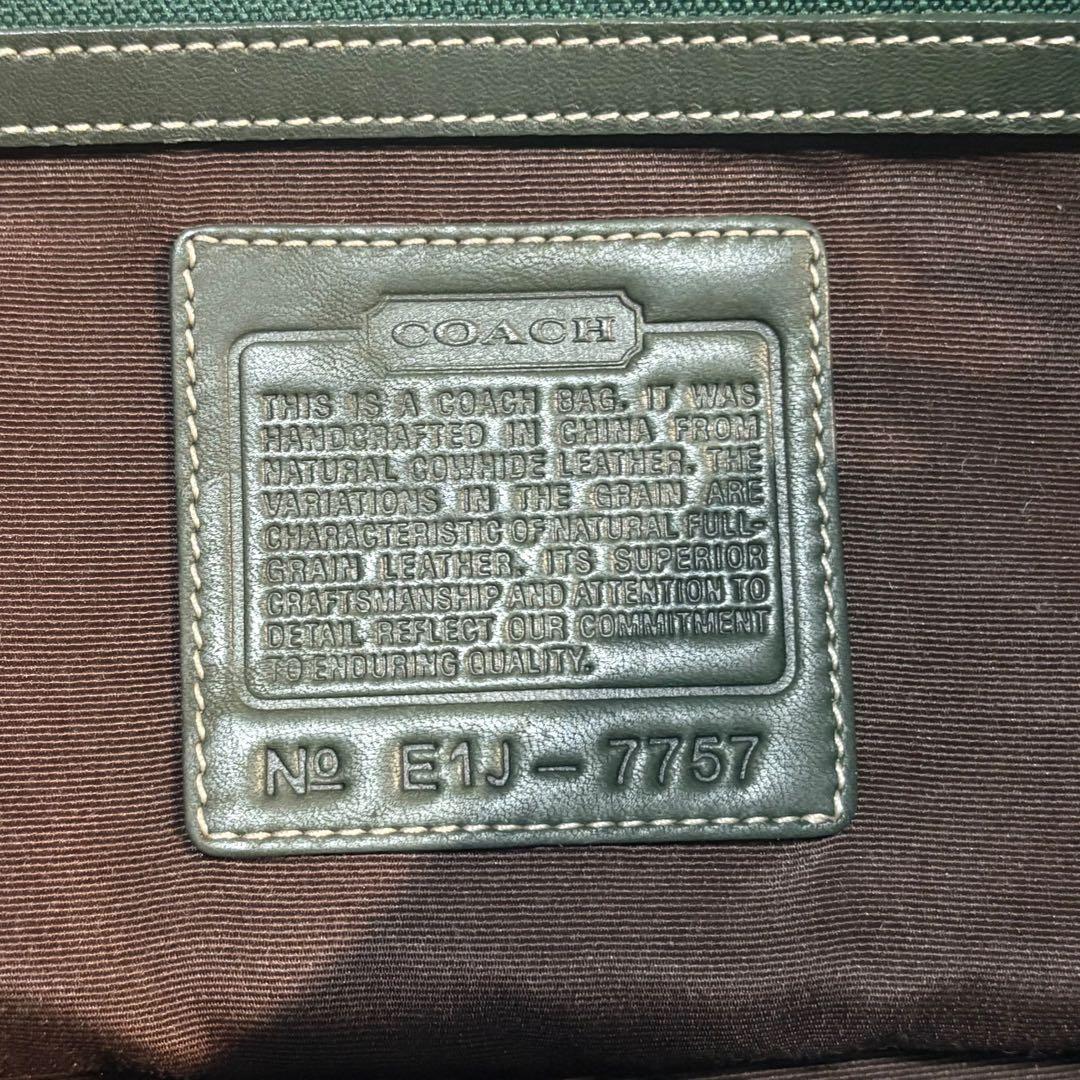 COACH
THIS IS A COACH BAG. IT WAS
HANDCRAFTED IN CHINA FROM
NATURAL COWHIDE LEATHER. THE
VARIATIONS IN THE GRAIN ARE
CHARACTERISTIC OF NATURAL FULL-
GRAIN LEATHER. ITS SUPERIOR
CRAFTSMANSHIP AND ATTENTION TO
DETAIL REFLECT OUR COMMITMENT
TO ENDURING QUALITY.
№ E1J-7757